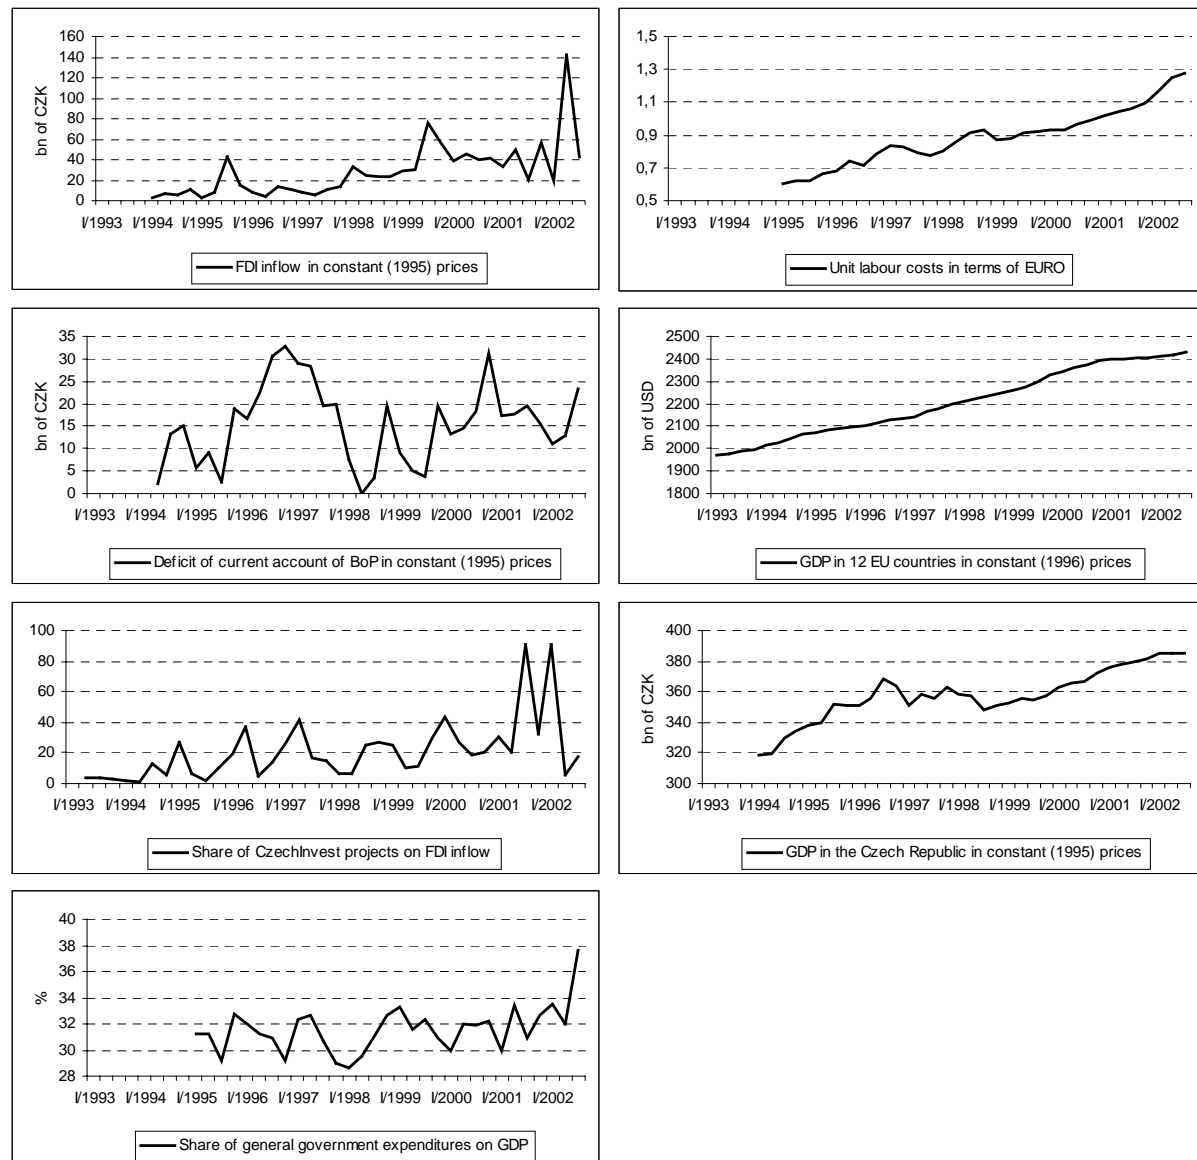 160
140
120
100
80
60
40
20
0
bn of CZK
I/1993 I/1994 I/1995 I/1996 I/1997 I/1998 I/1999 I/2000 I/2001 I/2002
FDI inflow in constant (1995) prices
1,5
1,3
1,1
0,9
0,7
0,5
I/1993 I/1994 I/1995 I/1996 I/1997 I/1998 I/1999 I/2000 I/2001 I/2002
Unit labour costs in terms of EURO
35
30
25
20
15
10
5
0
bn of CZK
I/1993 I/1994 I/1995 I/1996 I/1997 I/1998 I/1999 I/2000 I/2001 I/2002
Deficit of current account of BoP in constant (1995) prices
2500
2400
2300
2200
2100
2000
1900
1800
bn of USD
I/1993 I/1994 I/1995 I/1996 I/1997 I/1998 I/1999 I/2000 I/2001 I/2002
GDP in 12 EU countries in constant (1996) prices
100
80
60
40
20
0
I/1993 I/1994 I/1995 I/1996 I/1997 I/1998 I/1999 I/2000 I/2001 I/2002
Share of CzechInvest projects on FDI inflow
400
380
360
340
320
300
bn of CZK
I/1993 I/1994 I/1995 I/1996 I/1997 I/1998 I/1999 I/2000 I/2001 I/2002
GDP in the Czech Republic in constant (1995) prices
40
38
36
34
32
30
28
%
I/1993 I/1994 I/1995 I/1996 I/1997 I/1998 I/1999 I/2000 I/2001 I/2002
Share of general government expenditures on GDP